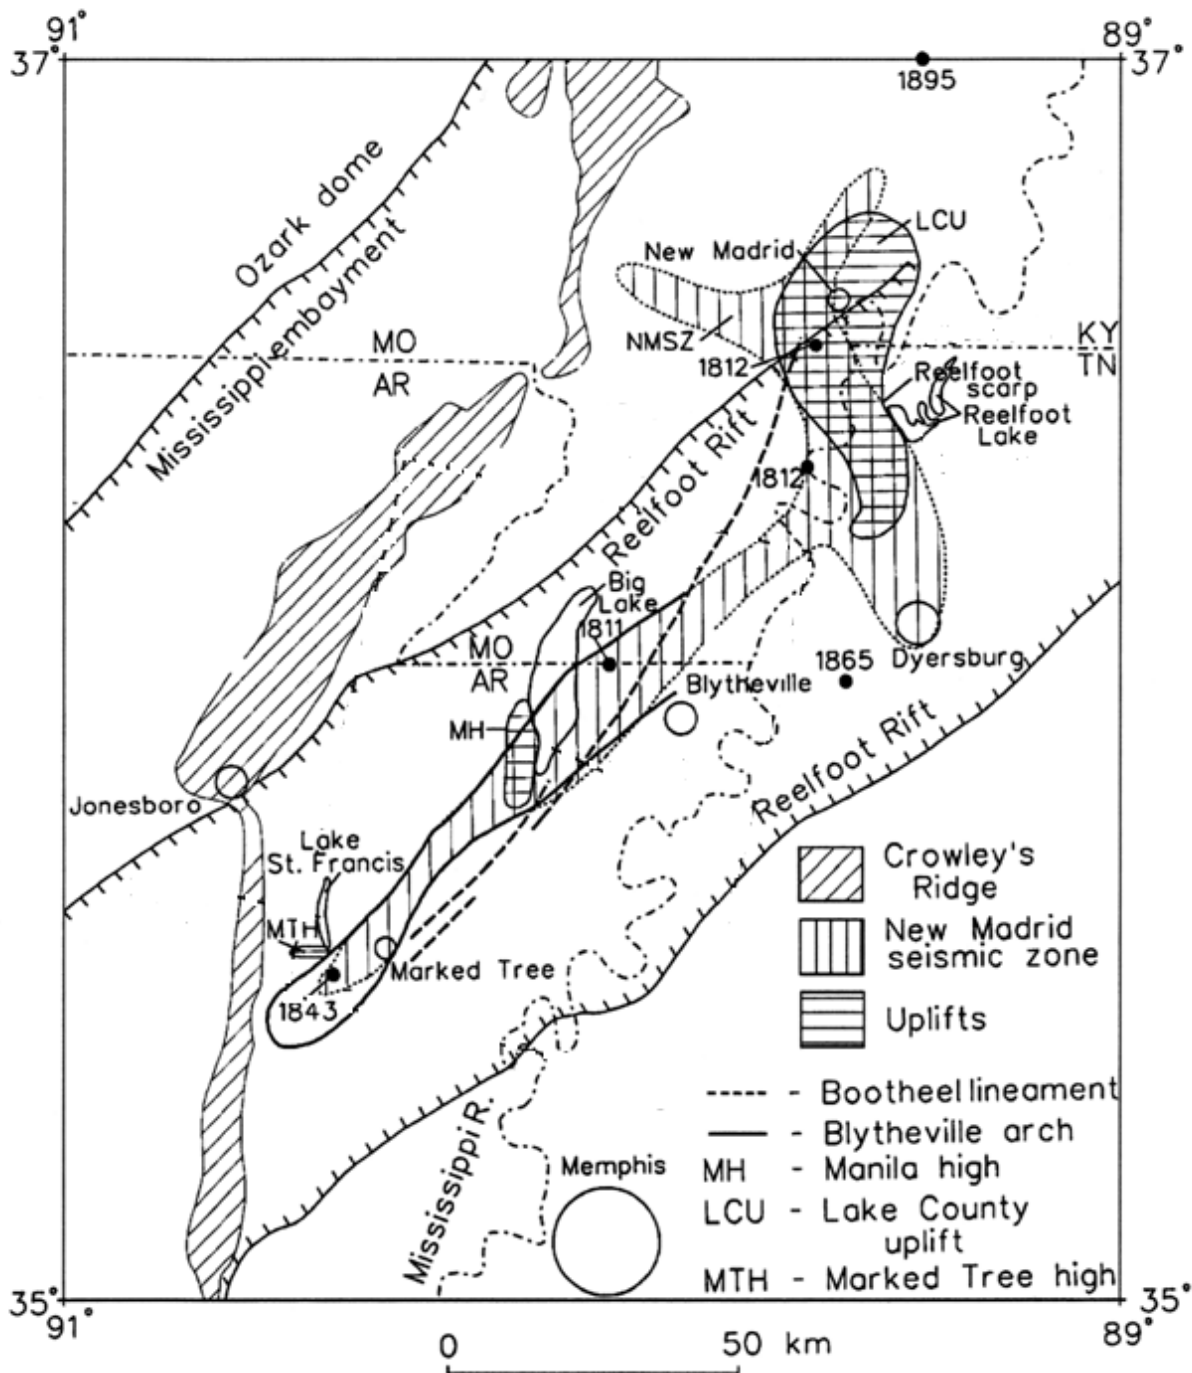 91°
89°
37°
37°
1895
Ozark dome
Mississippi embayment
LCU
New Madrid
NMSZ
1812
MO
AR
KY
TN
Reelfoot
scarp
Reelfoot
Lake
1812
Reelfoot Rift
Big
Lake
1811
MO
AR
1865
Dyersburg
Blytheville
MH
Reelfoot Rift
Jonesboro
Lake
St. Francis
MTH
Marked Tree
1843
Crowley's
Ridge
New Madrid
seismic zone
Uplifts
- Bootheel lineament
- Blytheville arch
MH - Manila high
LCU - Lake County
uplift
MTH - Marked Tree high
Mississippi R.
Memphis
35°
35°
91°
89°
0 50 km